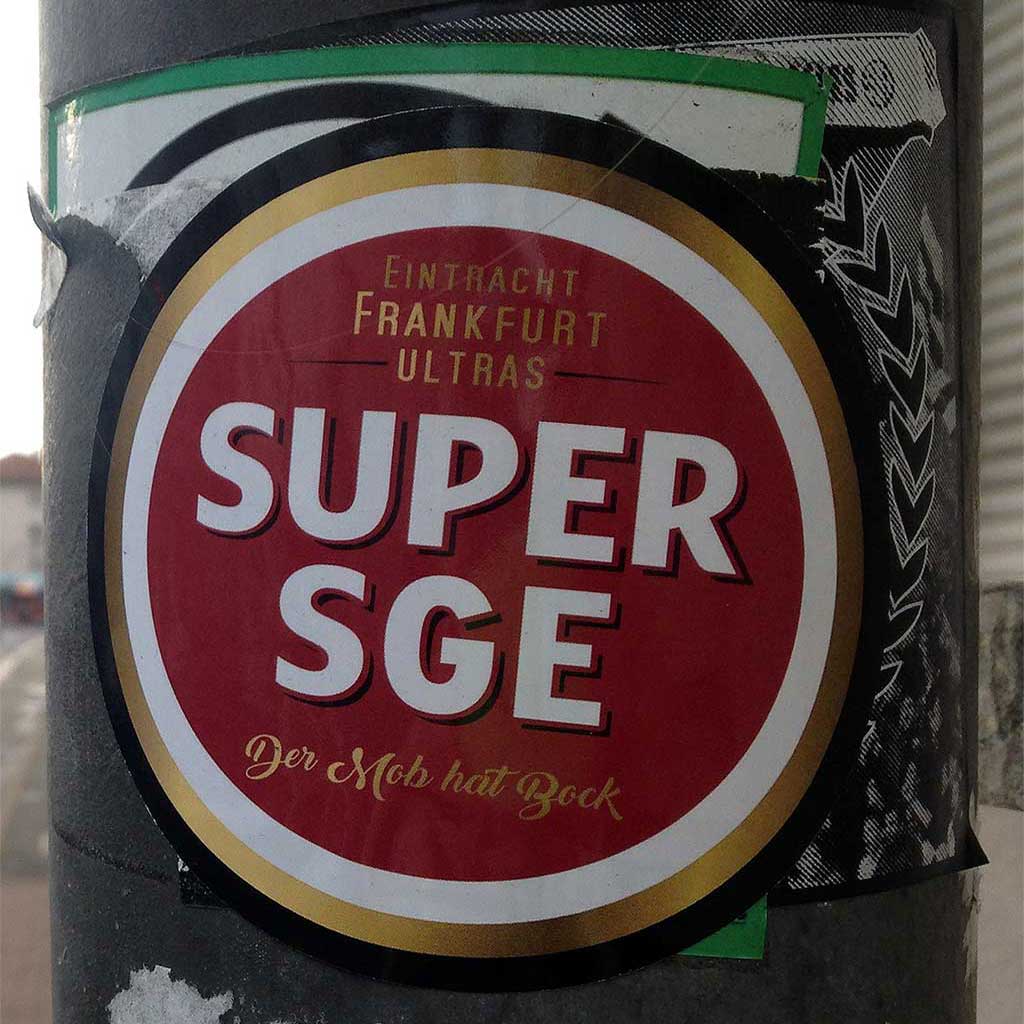 EINTRACHT
FRANKFURT
ULTRAS
SUPER
SGE
Der Mob hat Bock